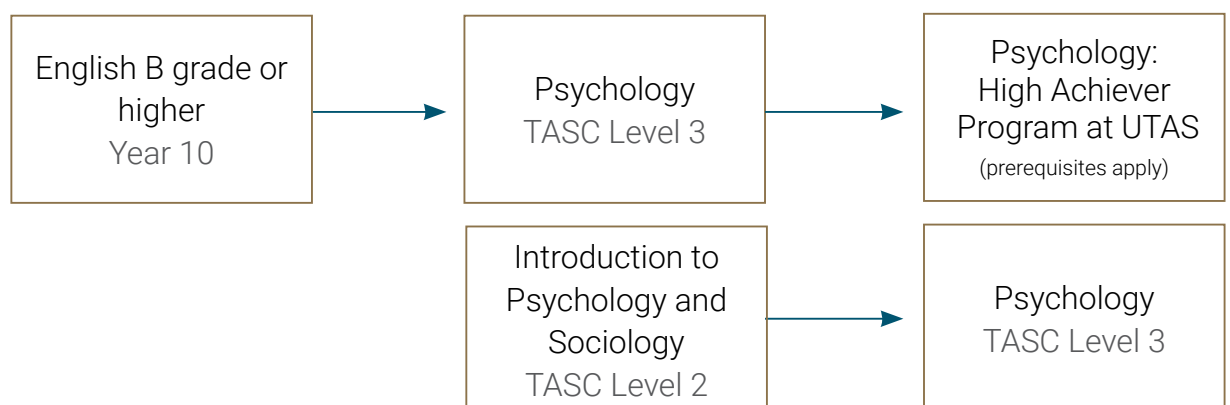 English B grade or
higher
Year 10
Psychology
TASC Level 3
Psychology:
High Achiever
Program at UTAS
(prerequisites apply)
Introduction to
Psychology and
Sociology
TASC Level 2
Psychology
TASC Level 3